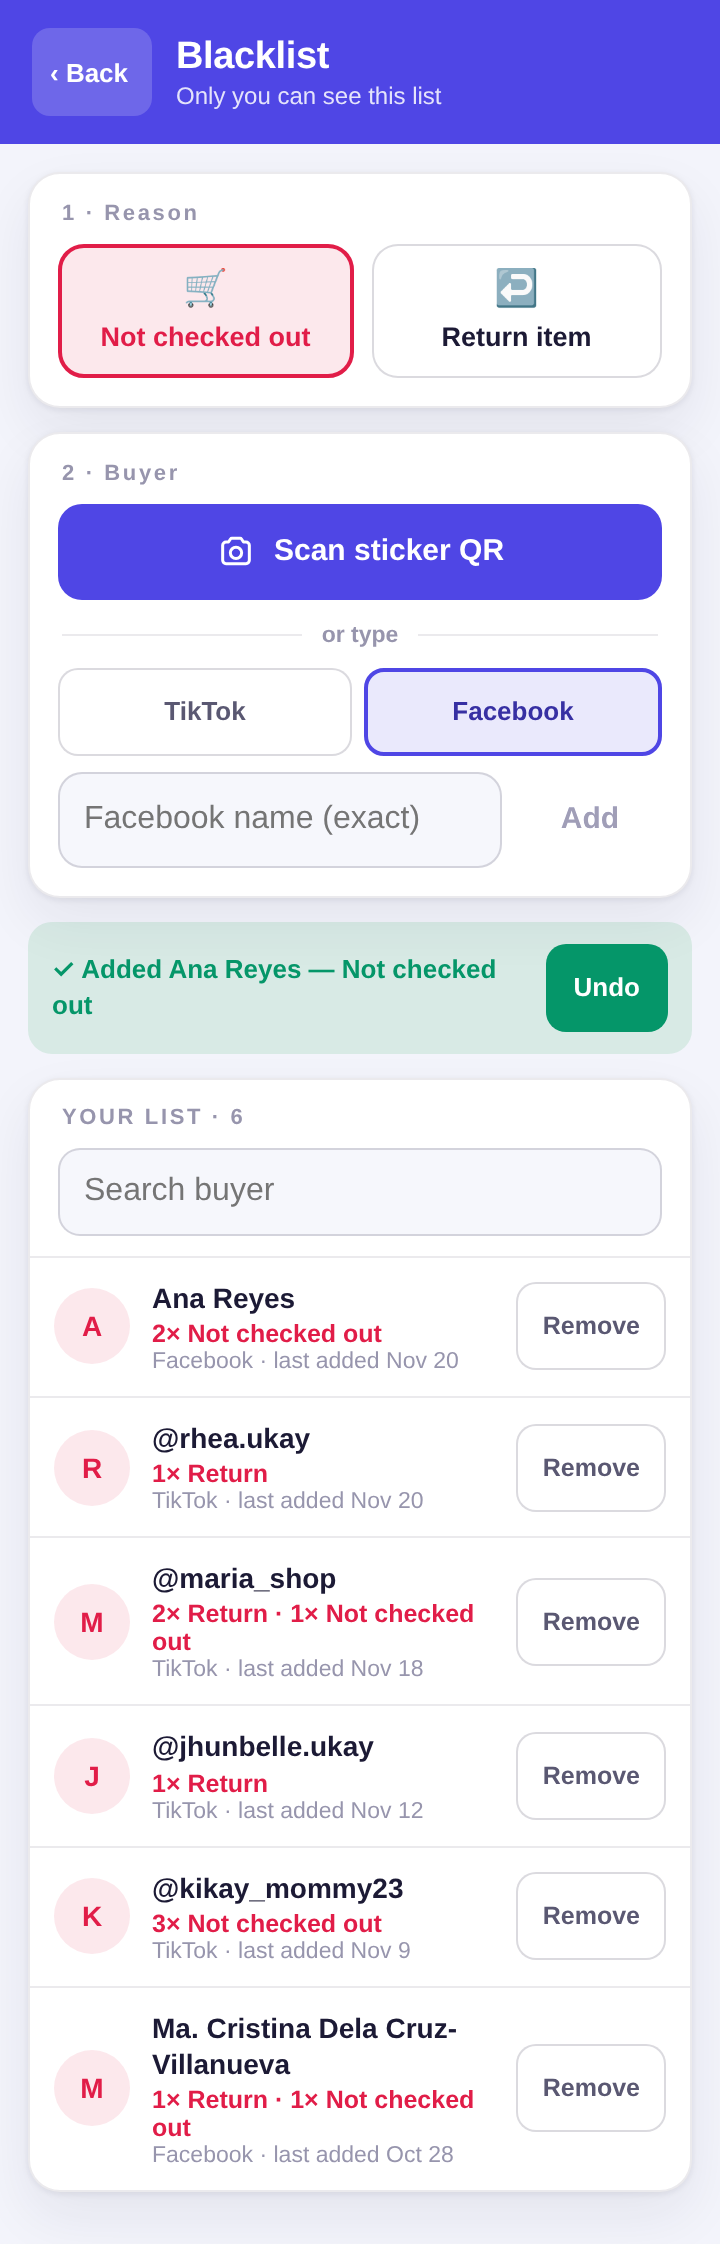 ‹ Back
Blacklist
Only you can see this list
1 · Reason
Not checked out
Return item
2 · Buyer
Scan sticker QR
or type
TikTok
Facebook
Facebook name (exact)
Add
✓ Added Ana Reyes — Not checked
out
Undo
YOUR LIST · 6
Search buyer
A
Ana Reyes
2× Not checked out
Facebook · last added Nov 20
Remove
R
@rhea.ukay
1× Return
TikTok · last added Nov 20
Remove
M
@maria_shop
2× Return · 1× Not checked
out
TikTok · last added Nov 18
Remove
J
@jhunbelle.ukay
1× Return
TikTok · last added Nov 12
Remove
K
@kikay_mommy23
3× Not checked out
TikTok · last added Nov 9
Remove
M
Ma. Cristina Dela Cruz-
Villanueva
1× Return · 1× Not checked
out
Facebook · last added Oct 28
Remove